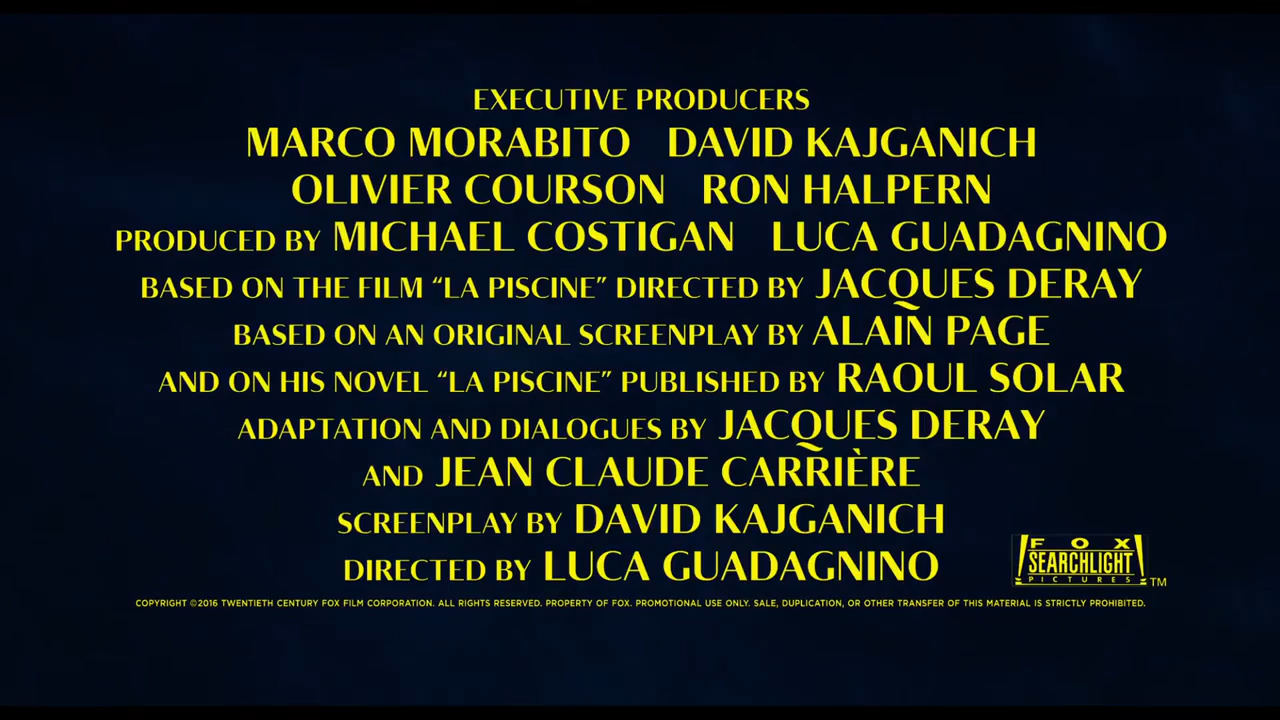 EXECUTIVE PRODUCERS
MARCO MORABITO DAVID KAJGANICH
OLIVIER COURSON RON HALPERN
PRODUCED BY MICHAEL COSTIGAN LUCA GUADAGNINO
BASED ON THE FILM “LA PISCINE” DIRECTED BY JACQUES DERAY
BASED ON AN ORIGINAL SCREENPLAY BY ALAIN PAGE
AND ON HIS NOVEL “LA PISCINE” PUBLISHED BY RAOUL SOLAR
ADAPTATION AND DIALOGUES BY JACQUES DERAY
AND JEAN CLAUDE CARRIÈRE
SCREENPLAY BY DAVID KAJGANICH
DIRECTED BY LUCA GUADAGNINO
FOX
SEARCHLIGHT
PICTURES TM
COPYRIGHT ©2016 TWENTIETH CENTURY FOX FILM CORPORATION. ALL RIGHTS RESERVED. PROPERTY OF FOX. PROMOTIONAL USE ONLY. SALE, DUPLICATION, OR OTHER TRANSFER OF THIS MATERIAL IS STRICTLY PROHIBITED.